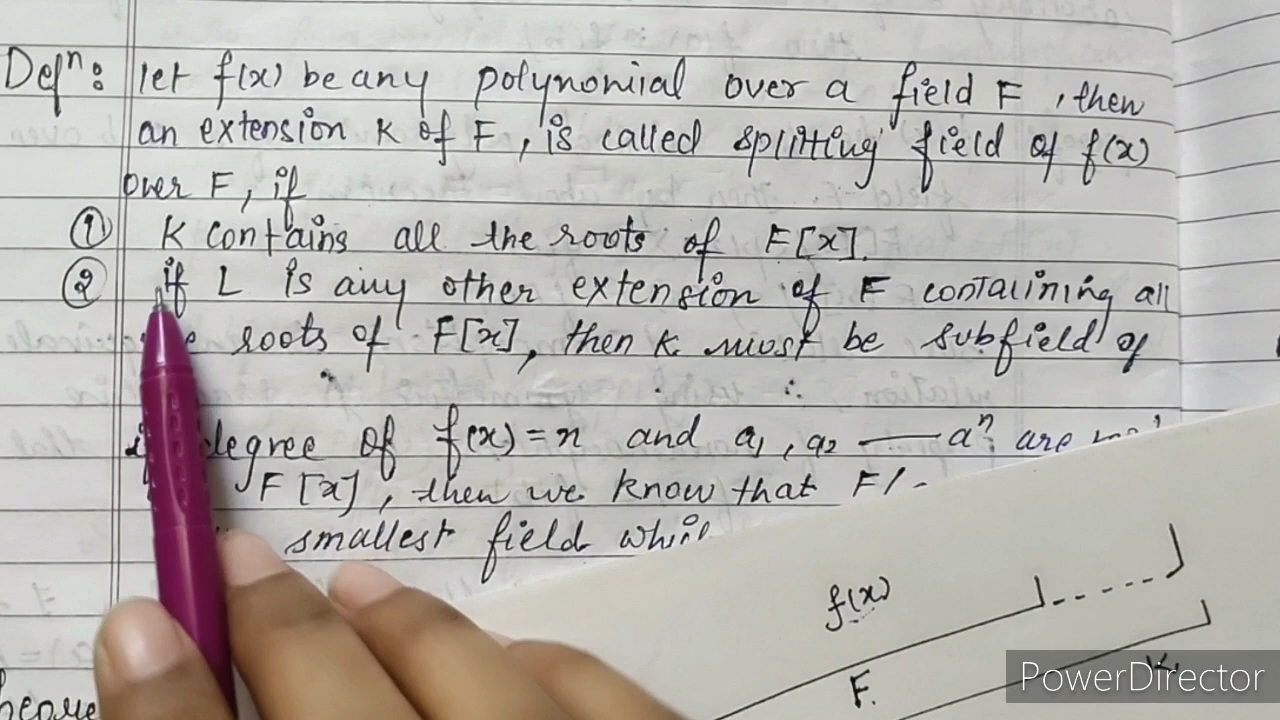 Defⁿ: let f(x) be any polynomial over a field F, then
an extension K of F, is called splitting field of f(x)
over F, if
① K contains all the roots of F[x].
② if L is any other extension of F containing all
roots of F[x], then K must be subfield of
degree of f(x) = n and a₁, a₂ — aⁿ are
F[x], then we know that F(
smallest field
f(x)
F.
K.
PowerDirector